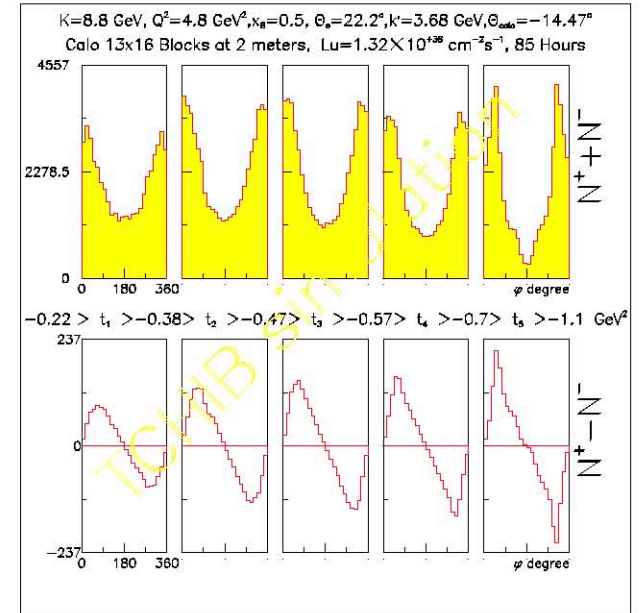 K=8.8 GeV, Q²=4.8 GeV²,x_B=0.5, Θ_e=22.2°,k'=3.68 GeV,Θ_calo=−14.47°
Calo 13x16 Blocks at 2 meters, Lu=1.32×10⁺³⁸ cm⁻²s⁻¹, 85 Hours
4557
2278.5
0
N⁺+N⁻
0 180 360
φ degree
−0.22 > t₁ >−0.38> t₂ >−0.47> t₃ >−0.57> t₄ >−0.7> t₅ >−1.1 GeV²
237
0
−237
N⁺−N⁻
0 180 360
φ degree